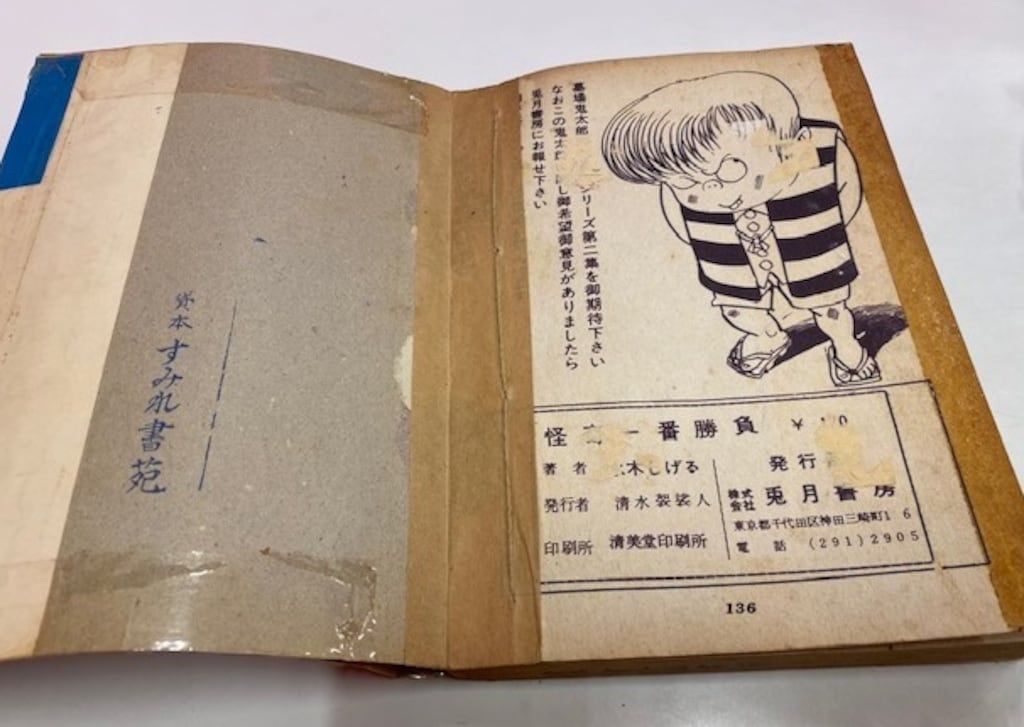 墓場鬼太郎
シリーズ第二集を御期待下さい
なおこの鬼太
し御希望御意見がありましたら
兎月書房にお報せ下さい
怪 一番勝負 ¥
著者 木しげる
発行者 清水袈裟人
印刷所 清美堂印刷所
発行
株式会社 兎月書房
東京都千代田区神田三崎町1 6
電話 (291)2905
136
貸本 すみれ書苑